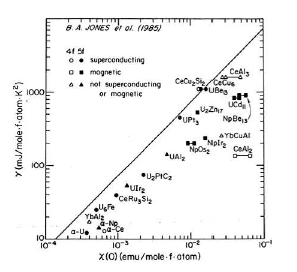 B.A. JONES et al. (1985)
4f 5f
○ ● superconducting
□ ■ magnetic
△ ▲ not superconducting
or magnetic
CeAl3
CeCu6
CeCu2Si2
UBe13
UCd11
U2Zn17
NpBe13
UPt3
YbCuAl
NpIr2
NpOs2
CeAl2
UAl2
U2PtC2
UIr2
CeRu3Si2
U6Fe
YbAl2
α-Np
α-U
α-Ce
γ (mJ/mole·f·atom·K²)
1000
100
10
10⁻⁴
10⁻³
10⁻²
10⁻¹
χ(0) (emu/mole·f·atom)